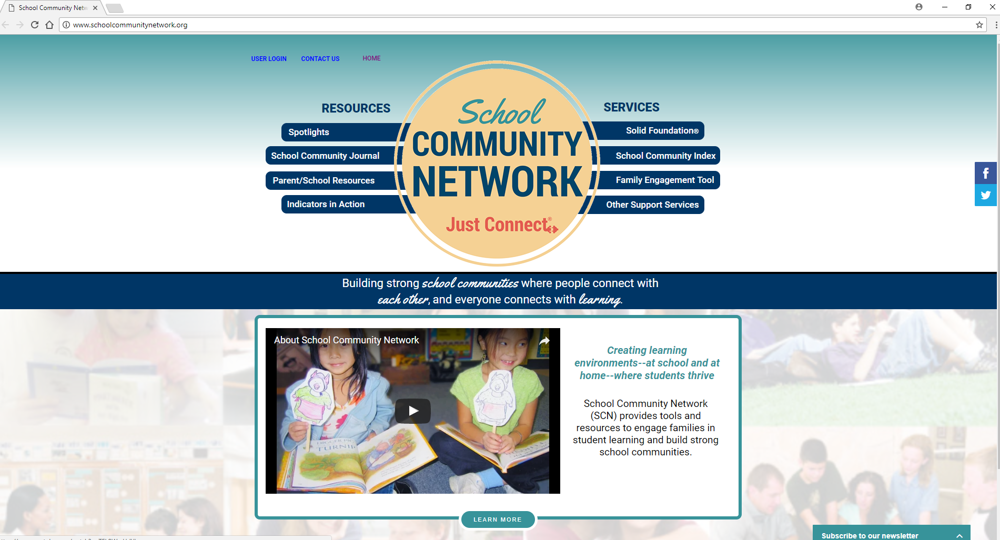 School Community Netw
www.schoolcommunitynetwork.org
USER LOGIN
CONTACT US
HOME
RESOURCES
Spotlights
School Community Journal
Parent/School Resources
Indicators in Action
School
COMMUNITY
NETWORK
Just Connect®
SERVICES
Solid Foundation®
School Community Index
Family Engagement Tool
Other Support Services
Building strong school communities where people connect with
each other, and everyone connects with learning.
About School Community Network
TURNIP
Creating learning
environments--at school and at
home--where students thrive
School Community Network
(SCN) provides tools and
resources to engage families in
student learning and build strong
school communities.
LEARN MORE
Subscribe to our newsletter